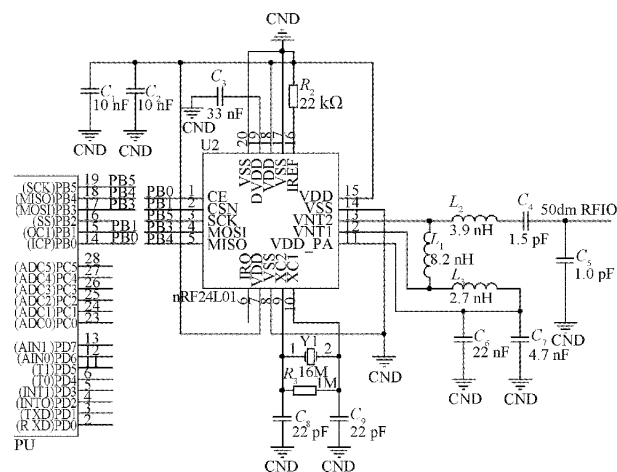 CND
C1
10 nF
C2
10 nF
CND
CND
C3
33 nF
CND
R2
22 kΩ
U2
20 19 18 17 16
VSS
DVDD
VDD
VSS
IREF
1 CE
2 CSN
3 SCK
4 MOSI
5 MISO
PB0
PB1
PB5
PB3
PB4
VDD 15
VSS 14
VNT2 13
VNT1 12
VDD_PA 11
IRQ
VDD
VSS
XC2
XC1
6 7 8 9 10
nRF24L01
(SCK)PB5 19 PB5
(MISO)PB4 18 PB4
(MOSI)PB3 17 PB3
(SS)PB2 16
(OC1)PB1 15 PB1
(ICP)PB0 14 PB0
(ADC5)PC5 28
(ADC4)PC4 27
(ADC3)PC3 26
(ADC2)PC2 25
(ADC1)PC1 24
(ADC0)PC0 23
(AIN1)PD7 13
(AIN0)PD6 12
(T1)PD5 11
(T0)PD4 6
(INT1)PD3 5
(INTO)PD2 4
(TXD)PD1 3
(RXD)PD0 2
PU
L2
3.9 nH
C4
1.5 pF
50dm RFIO
L1
8.2 nH
C5
1.0 pF
CND
2.7 nH
C6
22 nF
CND
C7
4.7 nF
CND
CND
1 Y1 2
16M
1M
C8
22 pF
CND
C9
22 pF
CND